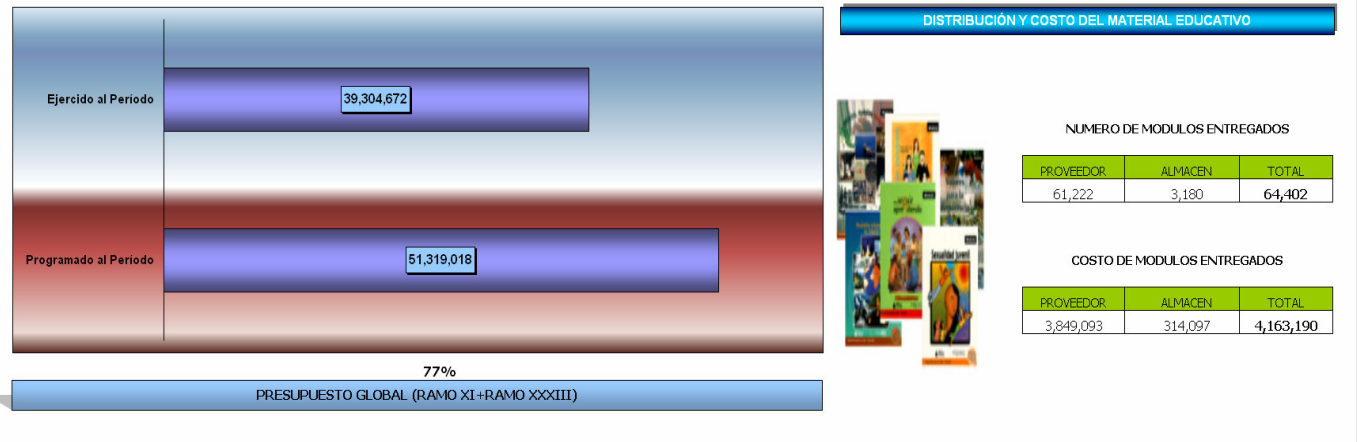 Ejercido al Período
39,304,672
Programado al Período
51,319,018
77%
PRESUPUESTO GLOBAL (RAMO XI+RAMO XXXIII)
DISTRIBUCIÓN Y COSTO DEL MATERIAL EDUCATIVO
Sexualidad juvenil
NUMERO DE MODULOS ENTREGADOS
PROVEEDOR ALMACEN TOTAL
61,222 3,180 64,402
COSTO DE MODULOS ENTREGADOS
PROVEEDOR ALMACEN TOTAL
3,849,093 314,097 4,163,190